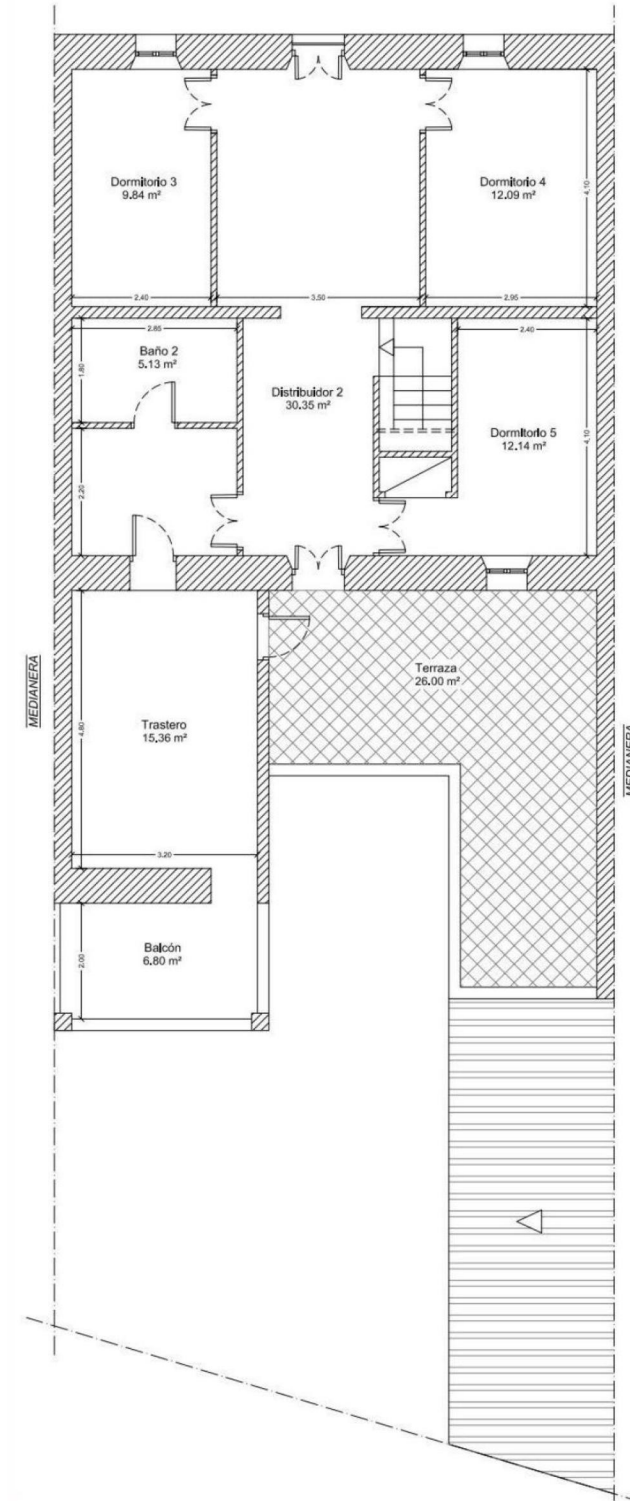 Dormitorio 3
9.84 m²
Dormitorio 4
12.09 m²
4.10
2.40
3.50
2.95
2.85
2.40
Baño 2
5.13 m²
1.80
Distribuidor 2
30.35 m²
Dormitorio 5
12.14 m²
4.10
2.20
MEDIANERA
Terraza
26.00 m²
Trastero
15.36 m²
4.80
MEDIANERA
3.20
Balcón
6.80 m²
2.00